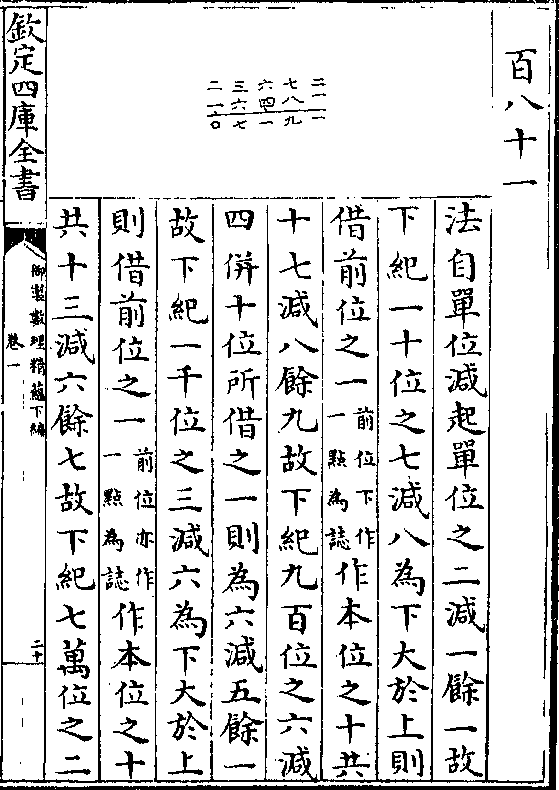 百八十一
二三六七二
一六四八一
〇七一九一
法自單位減起單位之二減一餘一故
下紀一十位之七減八為下大於上則
借前位之一前位下作一點為誌作本位之十共
十七減八餘九故下紀九百位之六減
四併十位所借之一則為六減五餘一
故下紀一千位之三減六為下大於上
則借前位之一前位亦作一點為誌作本位之十
共十三減六餘七故下紀七萬位之二
欽定四庫全書
御製數理精蘊下編
卷一
二十